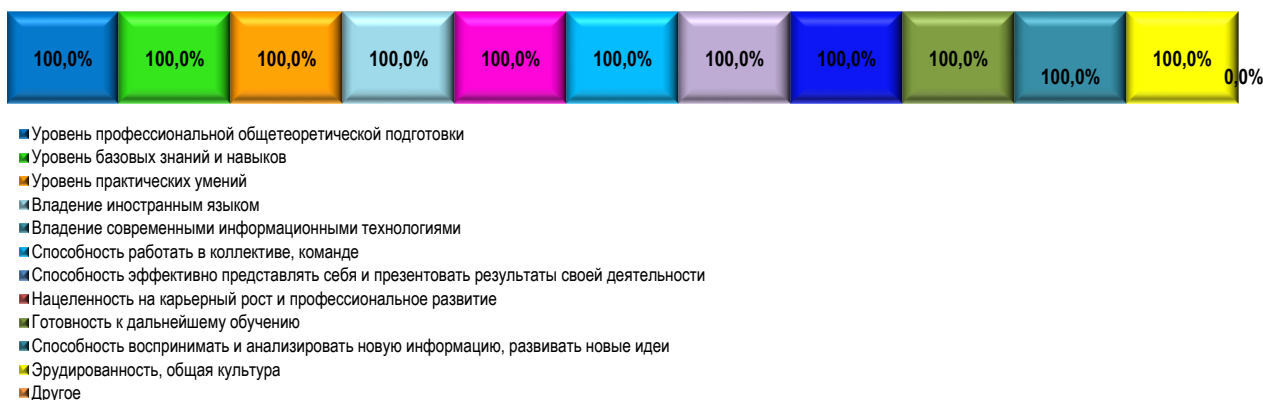 100,0% 100,0% 100,0% 100,0% 100,0% 100,0% 100,0% 100,0% 100,0% 100,0% 100,0% 0,0%
Уровень профессиональной общетеоретической подготовки
Уровень базовых знаний и навыков
Уровень практических умений
Владение иностранным языком
Владение современными информационными технологиями
Способность работать в коллективе, команде
Способность эффективно представлять себя и презентовать результаты своей деятельности
Нацеленность на карьерный рост и профессиональное развитие
Готовность к дальнейшему обучению
Способность воспринимать и анализировать новую информацию, развивать новые идеи
Эрудированность, общая культура
Другое